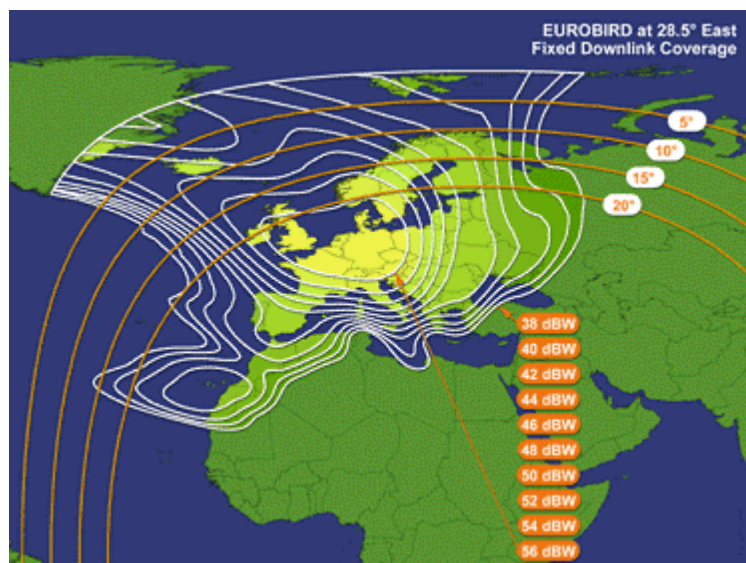 EUROBIRD at 28.5° East
Fixed Downlink Coverage
5°
10°
15°
20°
38 dBW
40 dBW
42 dBW
44 dBW
46 dBW
48 dBW
50 dBW
52 dBW
54 dBW
56 dBW